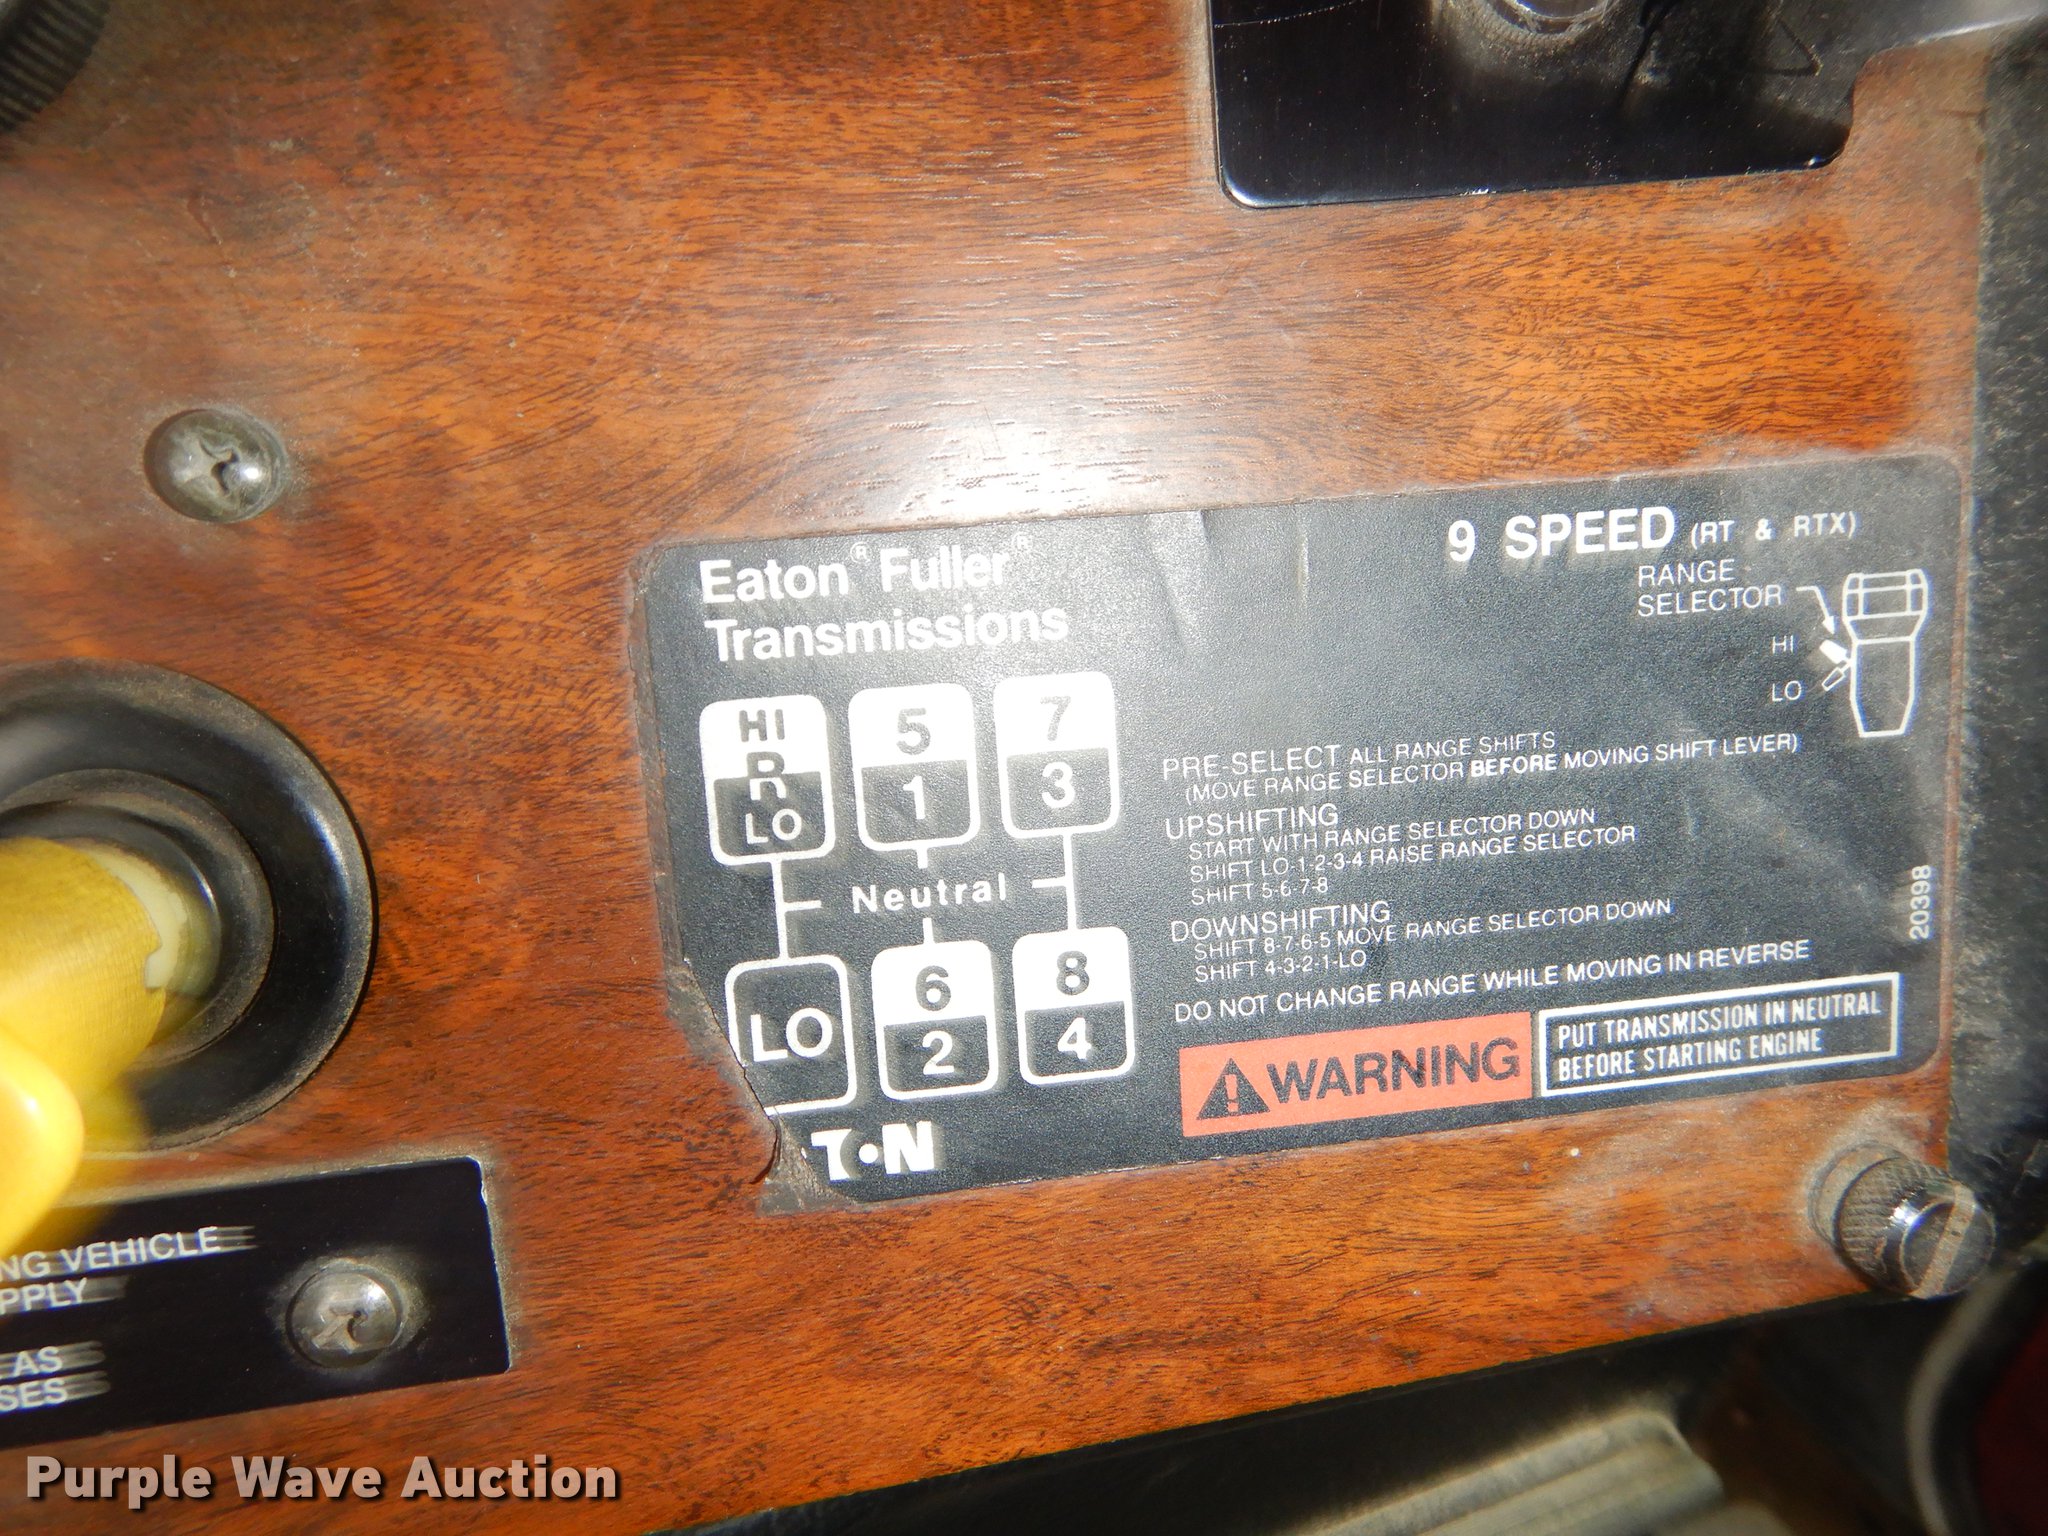 Eaton® Fuller®
Transmissions
9 SPEED (RT & RTX)
RANGE
SELECTOR
HI
LO
HI
R
LO
5
1
7
3
Neutral
LO
6
2
8
4
PRE-SELECT ALL RANGE SHIFTS
(MOVE RANGE SELECTOR BEFORE MOVING SHIFT LEVER)
UPSHIFTING
START WITH RANGE SELECTOR DOWN
SHIFT LO-1-2-3-4 RAISE RANGE SELECTOR
SHIFT 5-6-7-8
DOWNSHIFTING
SHIFT 8-7-6-5 MOVE RANGE SELECTOR DOWN
SHIFT 4-3-2-1-LO
DO NOT CHANGE RANGE WHILE MOVING IN REVERSE
WARNING
PUT TRANSMISSION IN NEUTRAL
BEFORE STARTING ENGINE
20398
T•N
NG VEHICLE
PPLY
AS
SES
Purple Wave Auction